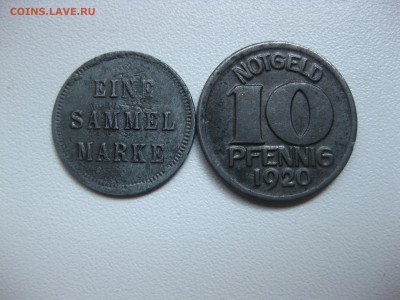 COINS.LAVE.RU
EINE
SAMMEL
MARKE
NOTGELD
10
PFENNIG
1920